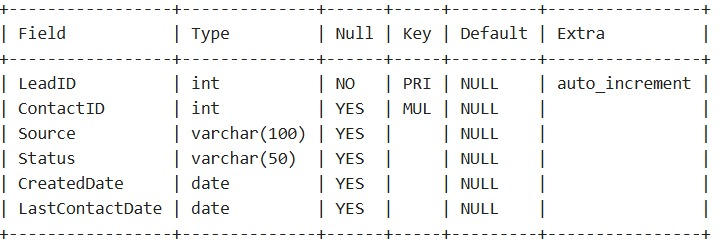 +-----------------+--------------+------+-----+---------+----------------+
| Field           | Type         | Null | Key | Default | Extra          |
+-----------------+--------------+------+-----+---------+----------------+
| LeadID          | int          | NO   | PRI | NULL    | auto_increment |
| ContactID       | int          | YES  | MUL | NULL    |                |
| Source          | varchar(100) | YES  |     | NULL    |                |
| Status          | varchar(50)  | YES  |     | NULL    |                |
| CreatedDate     | date         | YES  |     | NULL    |                |
| LastContactDate | date         | YES  |     | NULL    |                |
+-----------------+--------------+------+-----+---------+----------------+